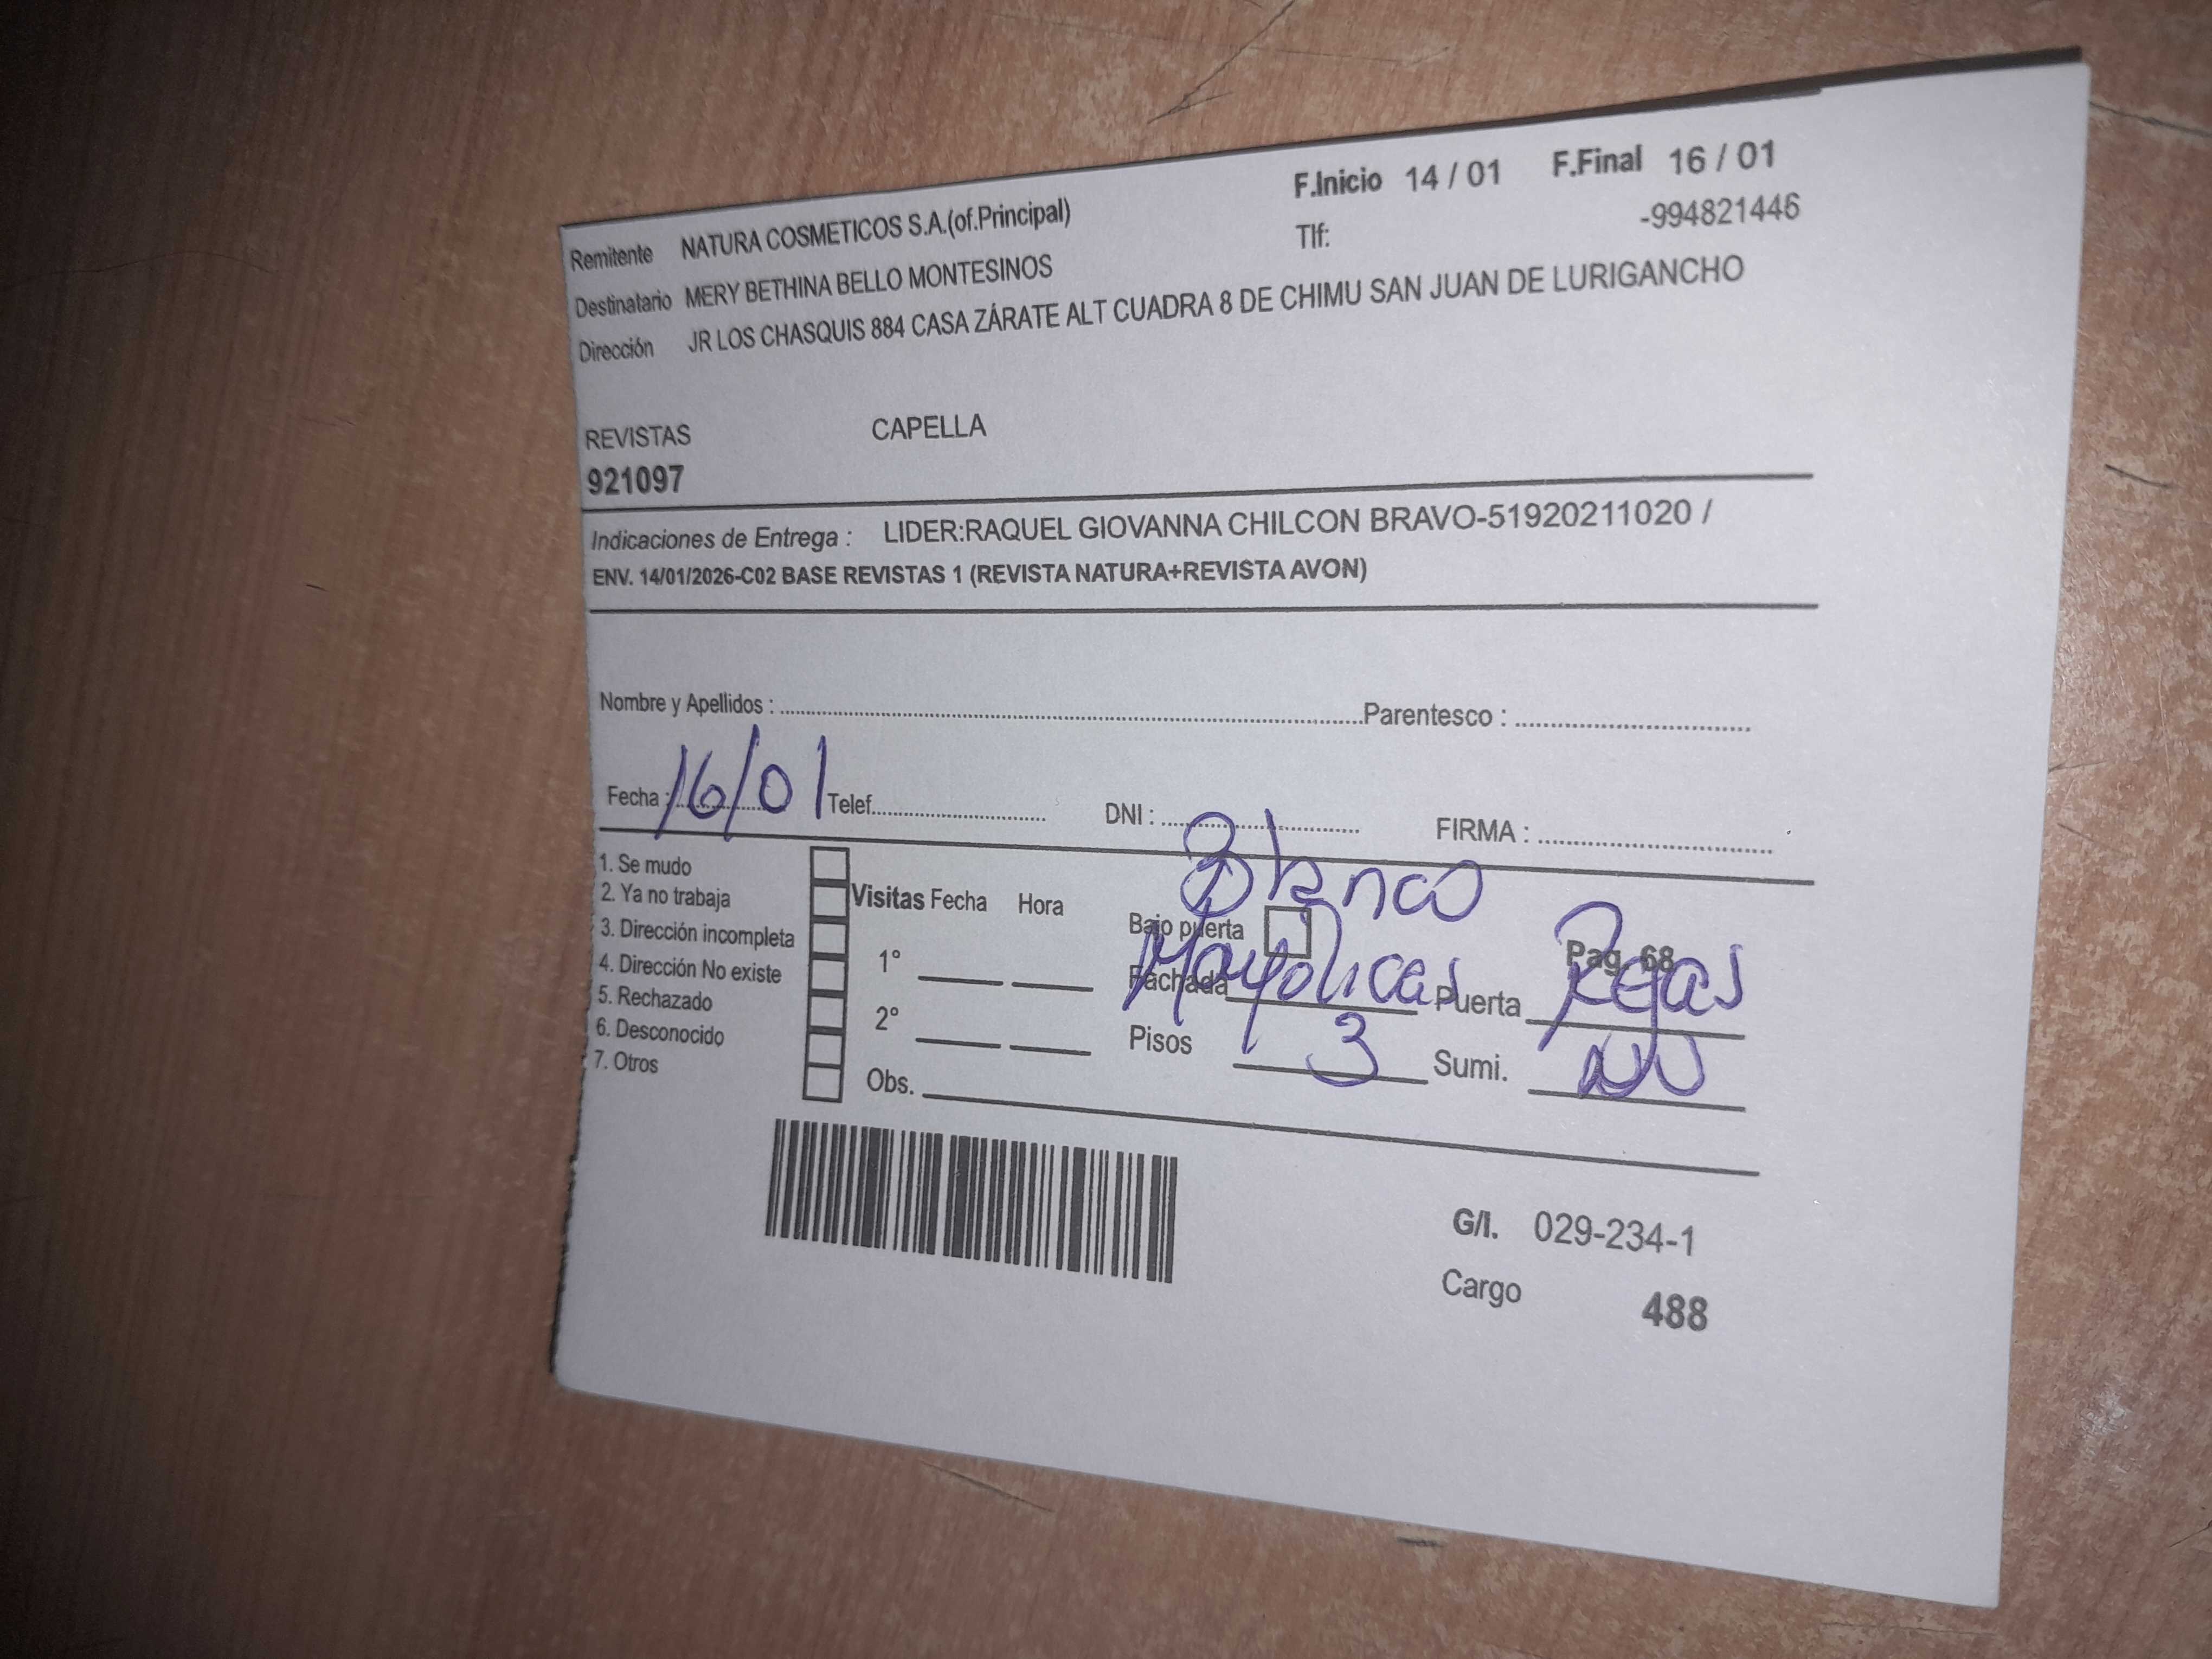 F.Inicio 14 / 01 F.Final 16 / 01
Remitente NATURA COSMETICOS S.A.(of.Principal) Tlf: -994821446
Destinatario MERY BETHINA BELLO MONTESINOS
Dirección JR LOS CHASQUIS 884 CASA ZÁRATE ALT CUADRA 8 DE CHIMU SAN JUAN DE LURIGANCHO
REVISTAS CAPELLA
921097
Indicaciones de Entrega : LIDER:RAQUEL GIOVANNA CHILCON BRAVO-51920211020 /
ENV. 14/01/2026-C02 BASE REVISTAS 1 (REVISTA NATURA+REVISTA AVON)
Nombre y Apellidos : Parentesco :
Fecha : 16/01 Telef. DNI : FIRMA :
1. Se mudo
2. Ya no trabaja
3. Dirección incompleta
4. Dirección No existe
5. Rechazado
6. Desconocido
7. Otros
Visitas Fecha Hora
1°
2°
Obs.
Blanco
Bajo puerta Pag 68
Fachada Mayolicas Puerta Rejas
Pisos 3 Sumi. NO
G/I. 029-234-1
Cargo 488